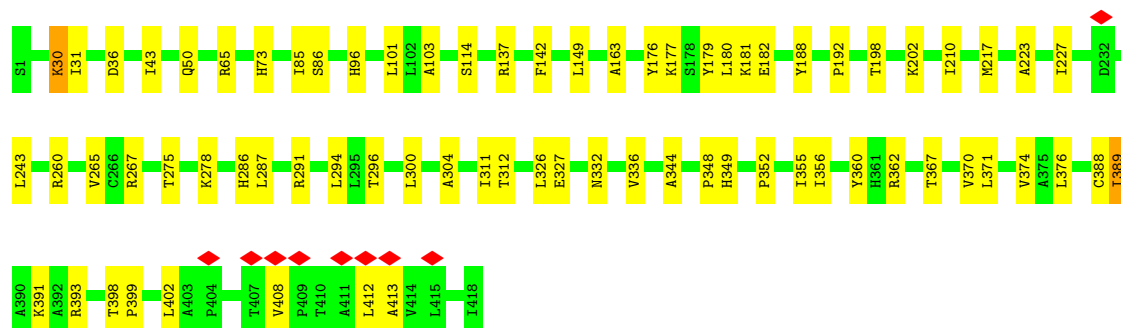 S1 K30 I31 D36 I43 Q50 R65 H73 I85 S86 H96 L101 L102 A103 S114 R137 F142 L149 A163 Y176 K177 S178 Y179 L180 K181 E182 Y188 P192 T198 K202 I210 M217 A223 I227 D232
L243 R260 V265 C266 R267 T275 K278 H286 L287 R291 L294 L295 T296 L300 A304 I311 T312 L326 E327 N332 V336 A344 P348 H349 P352 I355 I356 Y360 H361 R362 T367 V370 L371 V374 A375 L376 C388 I389
A390 K391 A392 R393 T398 P399 L402 A403 P404 T407 V408 P409 T410 A411 L412 A413 V414 L415 I418